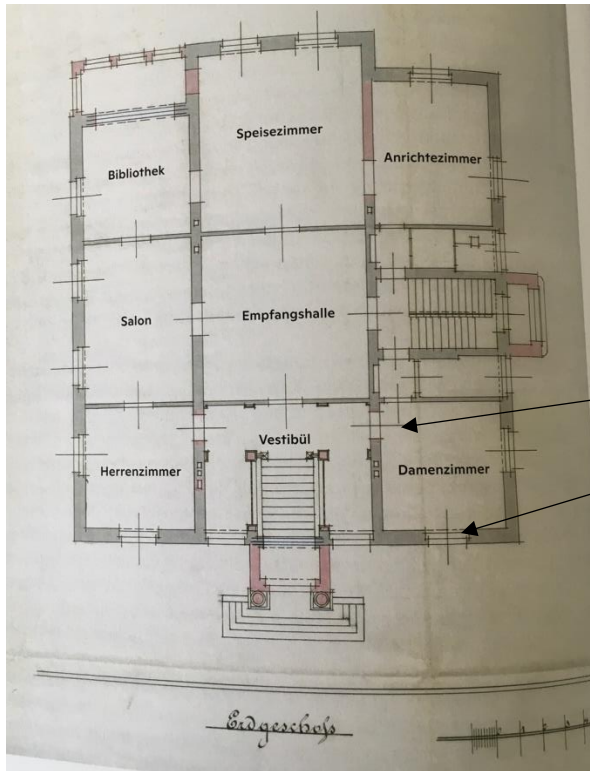 Speisezimmer
Anrichtezimmer
Bibliothek
Salon
Empfangshalle
Vestibül
Herrenzimmer
Damenzimmer
Erdgeschoß